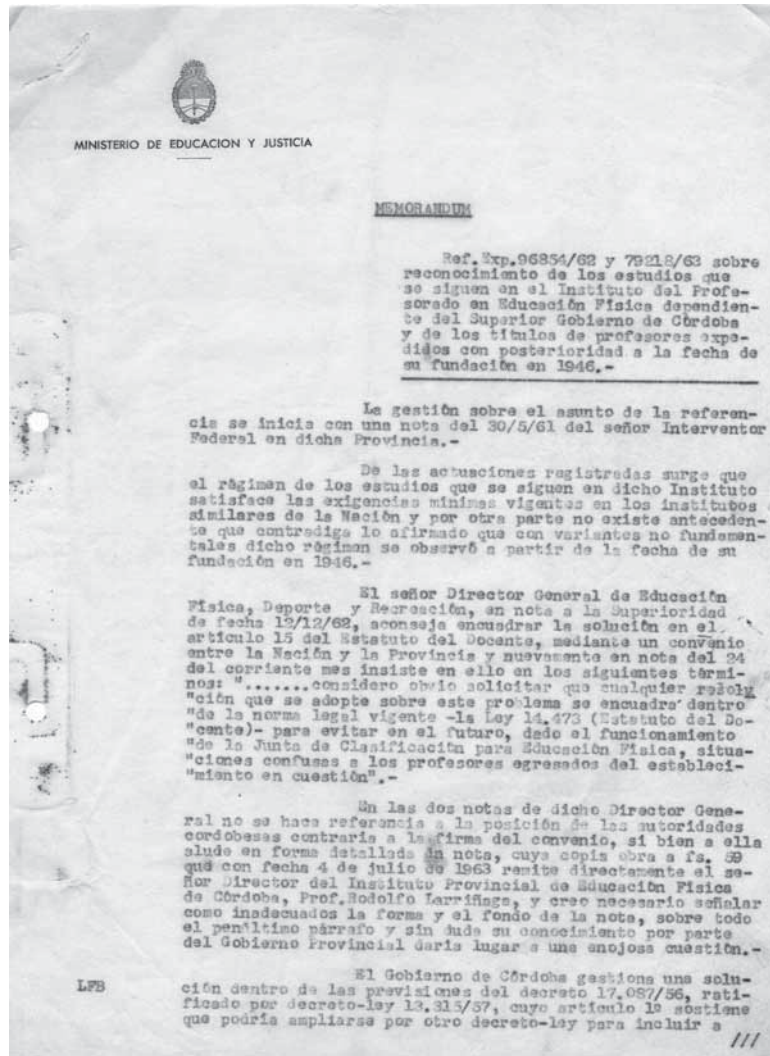 MINISTERIO DE EDUCACION Y JUSTICIA
MEMORANDUM
Ref.Exp.96854/62 y 79218/63 sobre
reconocimiento de los estudios que
se siguen en el Instituto del Profe-
sorado en Educación Física dependien-
te del Superior Gobierno de Córdoba
y de los títulos de profesores expe-
didos con posterioridad a la fecha de
su fundación en 1946.-
La gestión sobre el asunto de la referen-
cia se inicia con una nota del 30/5/61 del señor Interventor
Federal en dicha Provincia.-
De las actuaciones registradas surge que
el régimen de los estudios que se siguen en dicho Instituto
satisface las exigencias mínimas vigentes en los institutos
similares de la Nación y por otra parte no existe anteceden-
te que contradiga lo afirmado que con variantes no fundamen-
tales dicho régimen se observó a partir de la fecha de su
fundación en 1946.-
El señor Director General de Educación
Física, Deporte y Recreación, en nota a la Superioridad
de fecha 12/12/62, aconseja encuadrar la solución en el
artículo 15 del Estatuto del Docente, mediante un convenio
entre la Nación y la Provincia y nuevamente en nota del 24
del corriente mes insiste en ello en los siguientes térmi-
nos: ".......considero obvio solicitar que cualquier
"ción que se adopte sobre este problema se encuadre dentro
"de la norma legal vigente -la Ley 14.473 (Estatuto del Do-
"cente)- para evitar en el futuro, dado el funcionamiento
"de la Junta de Clasificación para Educación Física, situa-
"ciones confusas a los profesores egresados del estableci-
"miento en cuestión".-
En las dos notas de dicho Director Gene-
ral no se hace referencia a la posición de las autoridades
cordobesas contraria a la firma del convenio, si bien a ella
alude en forma detallada nota, cuya copia obra a fs. 59
que con fecha 4 de julio de 1963 remite directamente el se-
ñor Director del Instituto Provincial de Educación Física
de Córdoba, Prof.Rodolfo Larriñaga, y creo necesario señalar
como inadecuados la forma y el fondo de la nota, sobre todo
el penúltimo párrafo y sin duda su conocimiento por parte
del Gobierno Provincial daría lugar a una enojosa cuestión.-
El Gobierno de Córdoba gestiona una solu-
LFB
ción dentro de las previsiones del decreto 17.087/56, rati-
ficado por decreto-ley 13.315/57, cuyo artículo 1º sostiene
que podría ampliarse por otro decreto-ley para incluir a
///